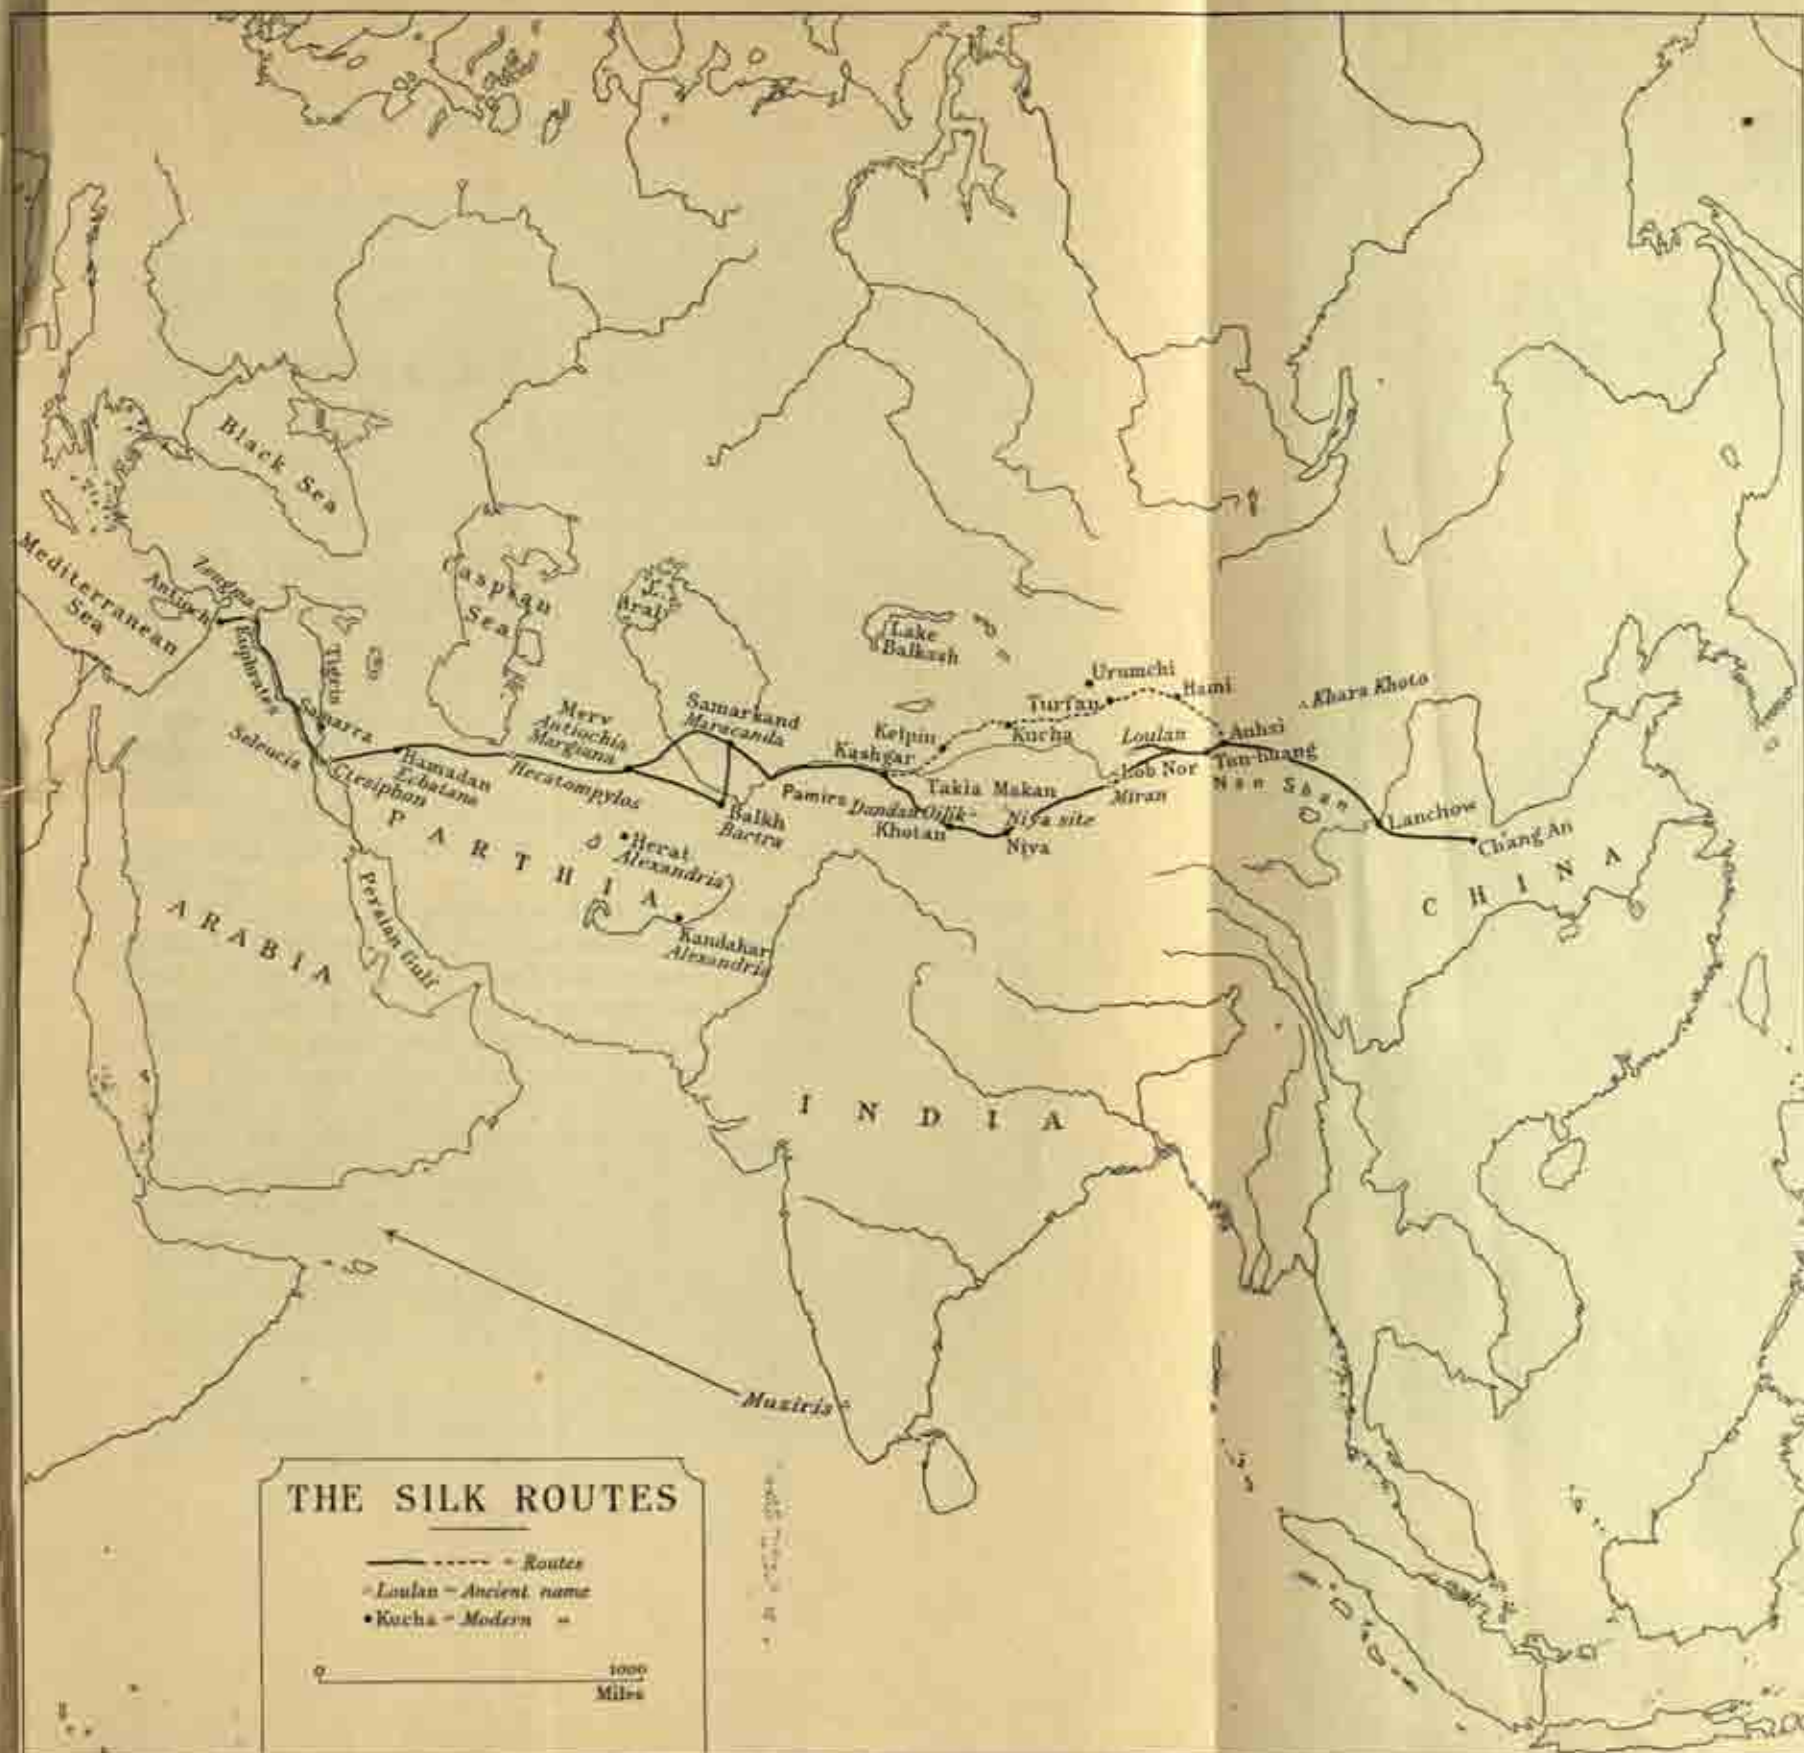 Black Sea
Mediterranean
Sea
Zeugma
Antioch
Euphrates
Tigris
Samarra
Seleucia
Ctesiphon
Hamadan
Ecbatana
Caspian
Sea
Aral
Hecatompylos
Merv
Antiochia
Margiana
Samarkand
Maracanda
Balkh
Bactra
Herat
Alexandria
Kandahar
Alexandria
PARTHIA
ARABIA
Persian Gulf
Lake
Balkash
Pamirs
Kashgar
Kelpin
Kucha
Turfan
Urumchi
Hami
Khara Khoto
Takla Makan
Dandan Oilik
Khotan
Niya site
Niya
Miran
Lob Nor
Loulan
Anhsi
Tun-huang
Nan Shan
Lanchow
Chang An
CHINA
INDIA
Muziris
THE SILK ROUTES
= Routes
Loulan = Ancient name
•Kucha = Modern "
0 1000
Miles